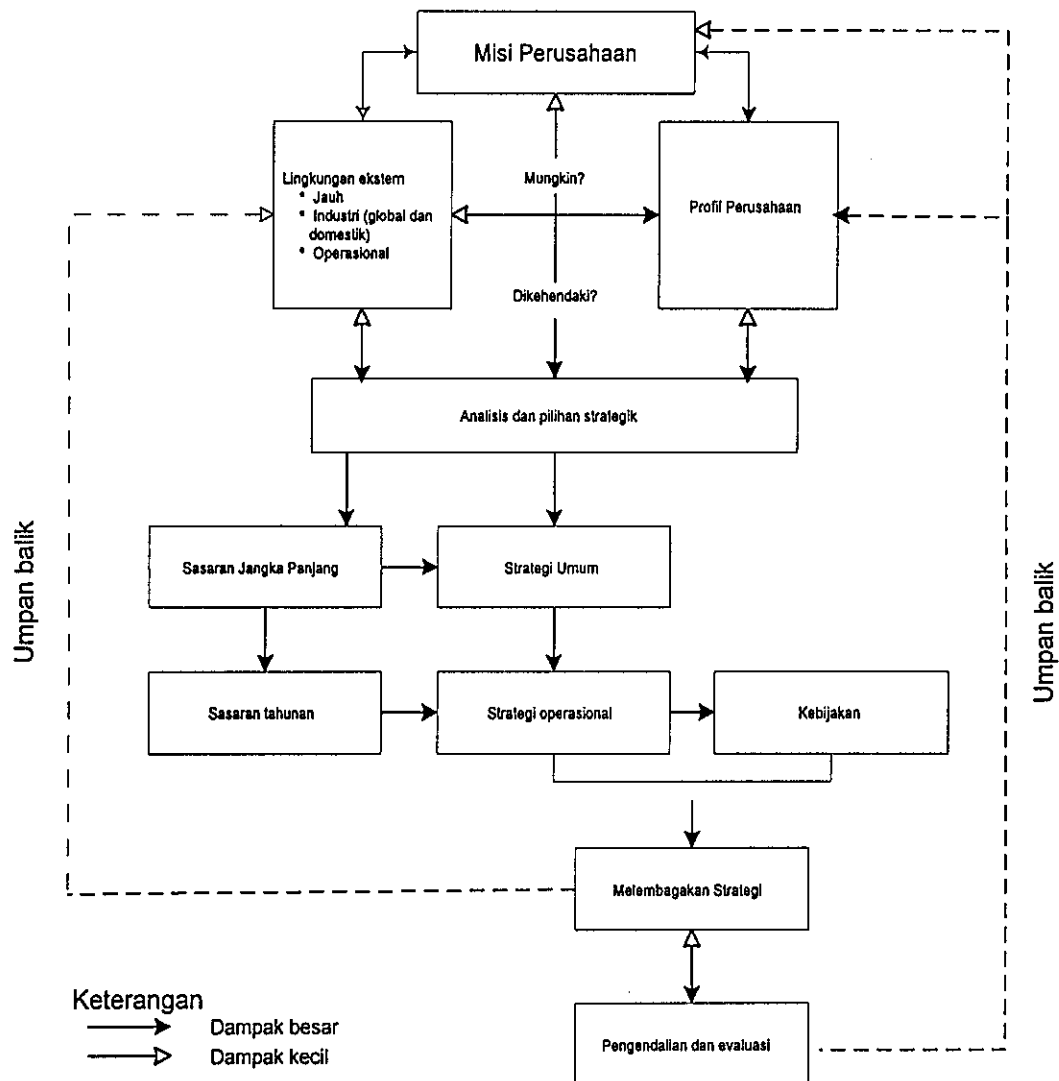 Misi Perusahaan
Lingkungan ekstern
* Jauh
* Industri (global dan
domestik)
* Operasional
Mungkin?
Profil Perusahaan
Dikehendaki?
Analisis dan pilihan strategik
Umpan balik
Sasaran Jangka Panjang
Strategi Umum
Umpan balik
Sasaran tahunan
Strategi operasional
Kebijakan
Melembagakan Strategi
Keterangan
Dampak besar
Dampak kecil
Pengendalian dan evaluasi